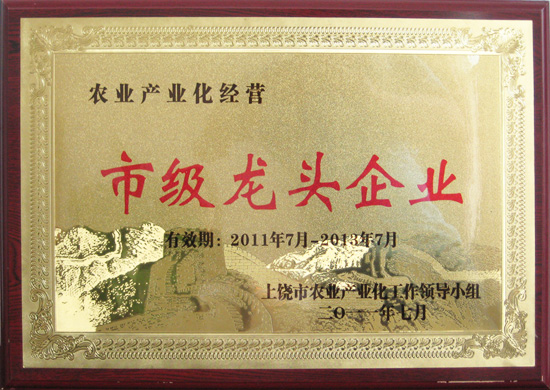 农业产业化经营
市级龙头企业
有效期：2011年7月-2013年7月
上饶市农业产业化工作领导小组
二〇一一年七月